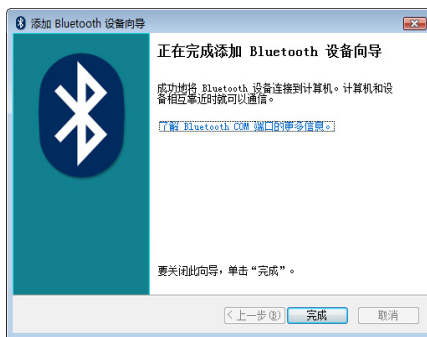 添加 Bluetooth 设备向导
正在完成添加 Bluetooth 设备向导
成功地将 Bluetooth 设备连接到计算机。计算机和设
备相互靠近时就可以通信。
了解 Bluetooth COM 端口的更多信息。
要关闭此向导，单击“完成”。
< 上一步(B)
完成
取消